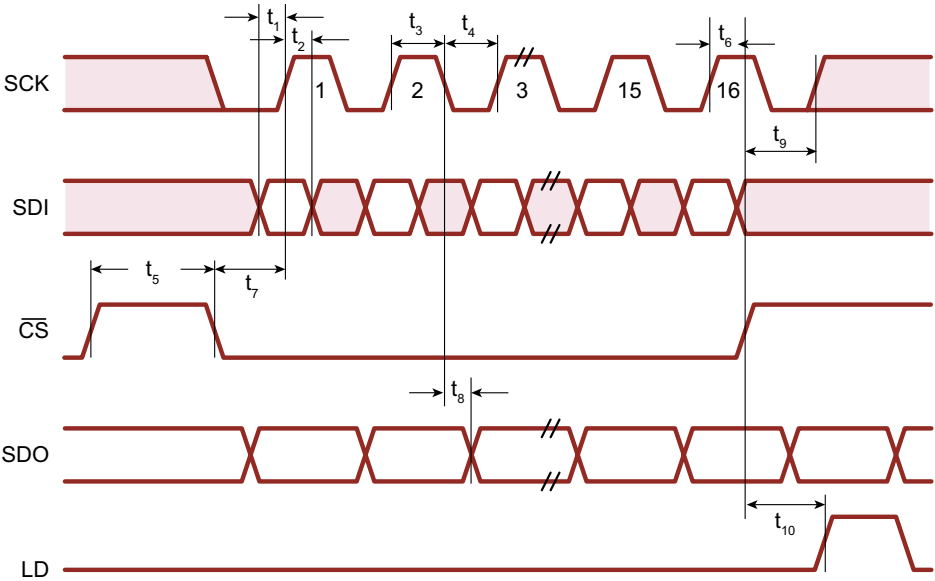 t₁
t₂
t₃
t₄
t₆
SCK
1
2
3
15
16
t₉
SDI
t₅
t₇
C̅S̅
t₈
SDO
t₁₀
LD